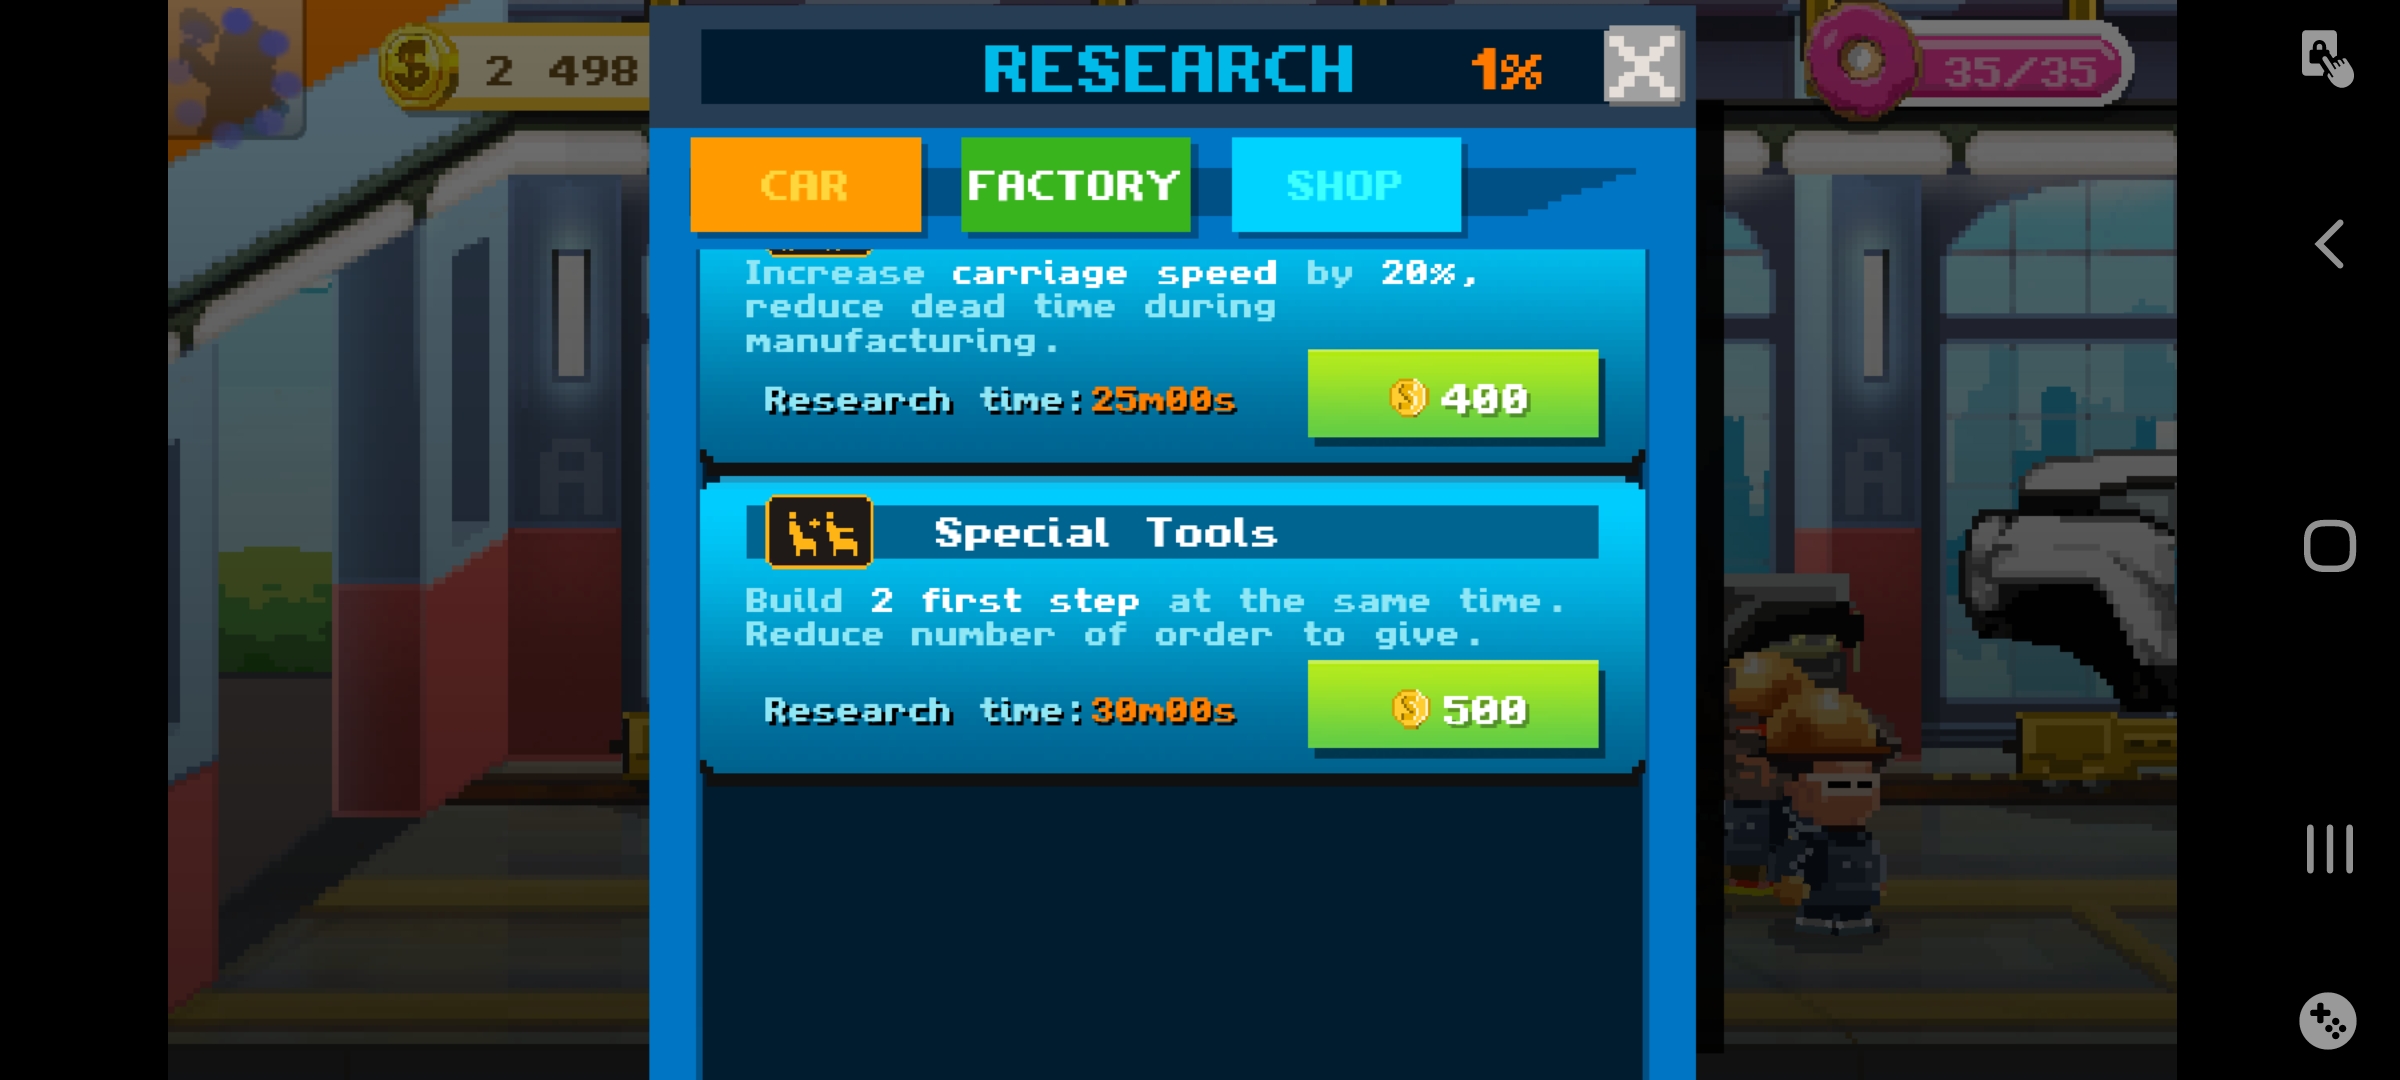 2 498
RESEARCH 1%
35/35
CAR FACTORY SHOP
Increase carriage speed by 20%,
reduce dead time during
manufacturing.
Research time:25m00s
400
Special Tools
Build 2 first step at the same time.
Reduce number of order to give.
Research time:30m00s
500
A
A